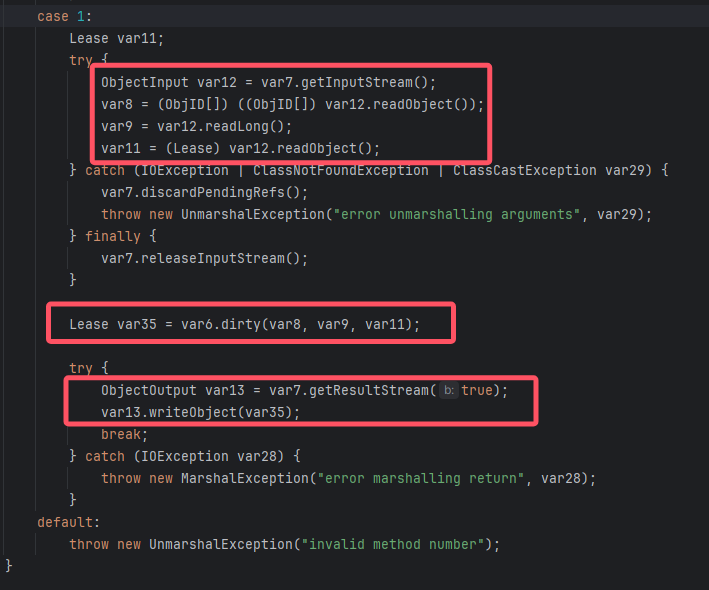 case 1:
Lease var11;
try {
ObjectInput var12 = var7.getInputStream();
var8 = (ObjID[]) ((ObjID[]) var12.readObject());
var9 = var12.readLong();
var11 = (Lease) var12.readObject();
} catch (IOException | ClassNotFoundException | ClassCastException var29) {
var7.discardPendingRefs();
throw new UnmarshalException("error unmarshalling arguments", var29);
} finally {
var7.releaseInputStream();
}
Lease var35 = var6.dirty(var8, var9, var11);
try {
ObjectOutput var13 = var7.getResultStream( b: true);
var13.writeObject(var35);
break;
} catch (IOException var28) {
throw new MarshalException("error marshalling return", var28);
}
default:
throw new UnmarshalException("invalid method number");
}